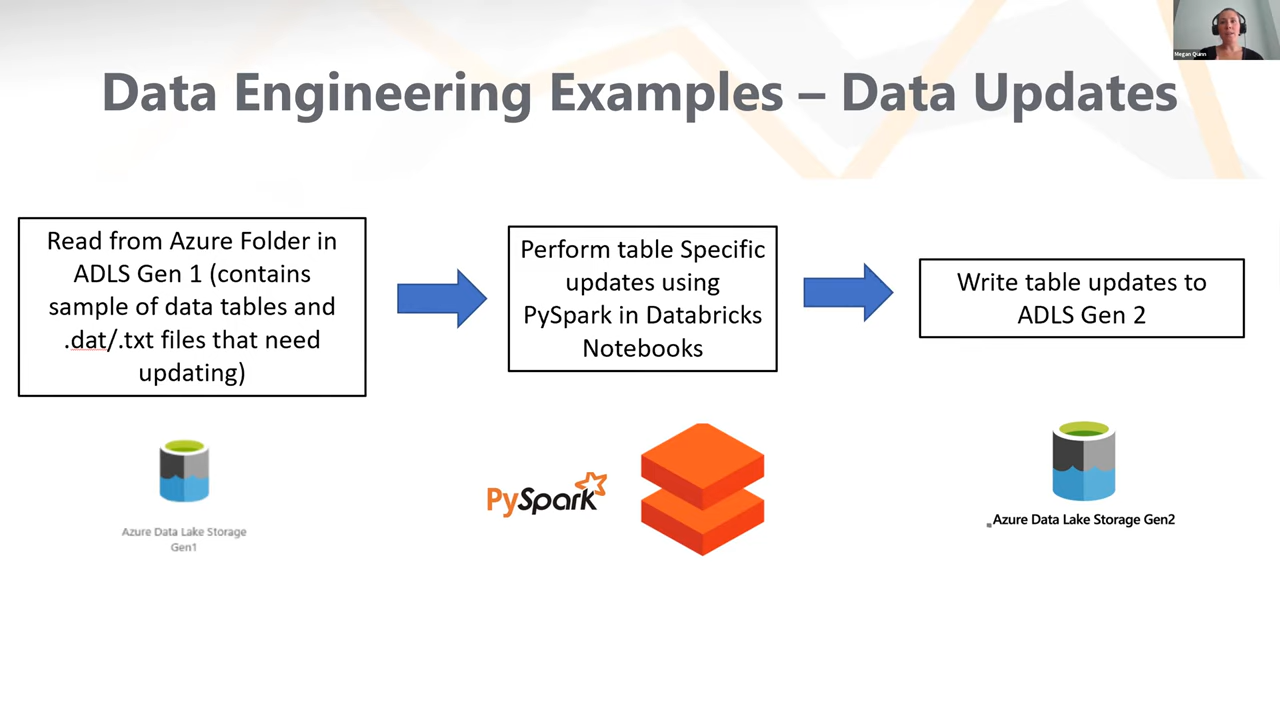 Megan Quinn
Data Engineering Examples – Data Updates
Read from Azure Folder in
ADLS Gen 1 (contains
sample of data tables and
.dat/.txt files that need
updating)
Perform table Specific
updates using
PySpark in Databricks
Notebooks
Write table updates to
ADLS Gen 2
Azure Data Lake Storage
Gen1
PySpark
Azure Data Lake Storage Gen2